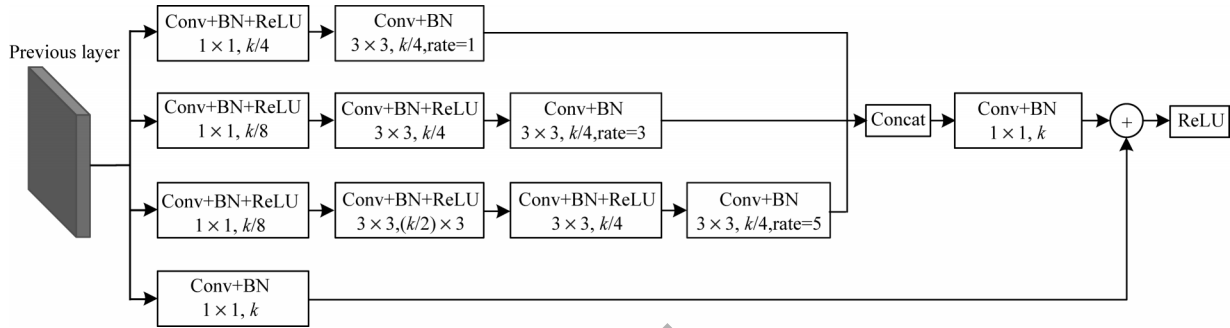 Previous layer
Conv+BN+ReLU
1 × 1, k/4
Conv+BN
3 × 3, k/4,rate=1
Conv+BN+ReLU
1 × 1, k/8
Conv+BN+ReLU
3 × 3, k/4
Conv+BN
3 × 3, k/4,rate=3
Conv+BN+ReLU
1 × 1, k/8
Conv+BN+ReLU
3 × 3,(k/2) × 3
Conv+BN+ReLU
3 × 3, k/4
Conv+BN
3 × 3, k/4,rate=5
Conv+BN
1 × 1, k
Concat
Conv+BN
1 × 1, k
+
ReLU